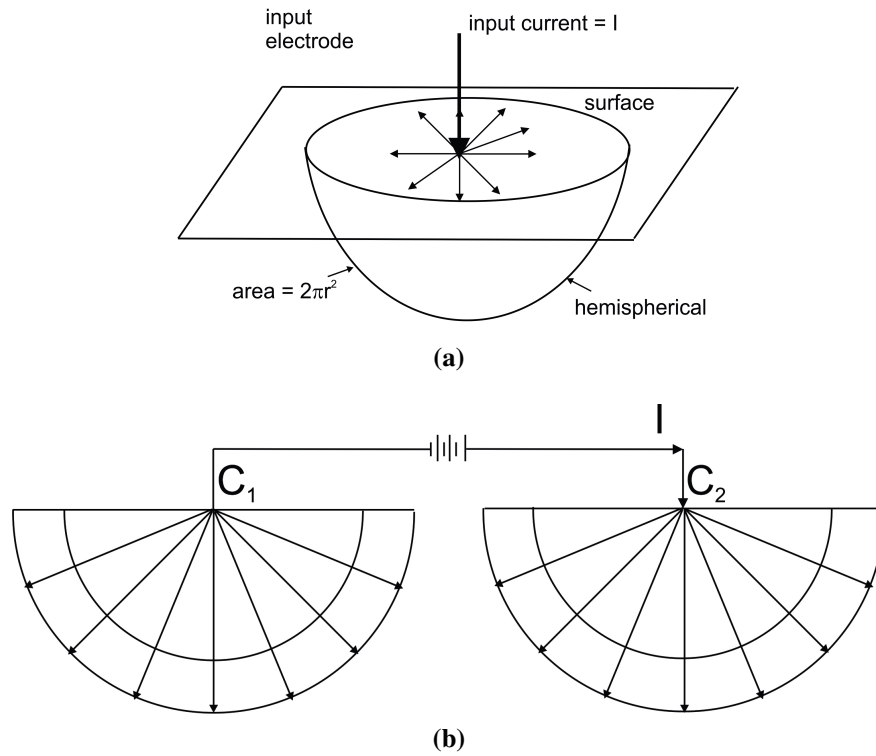 input
electrode
input current = I
surface
area = 2πr²
hemispherical
(a)
I
C₁
C₂
(b)